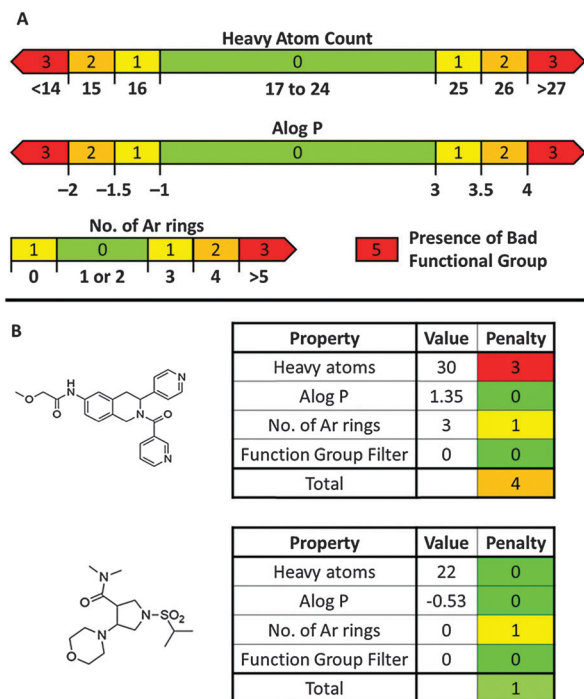 A
Heavy Atom Count
3 2 1 0 1 2 3
<14 15 16 17 to 24 25 26 >27
Alog P
3 2 1 0 1 2 3
−2 −1.5 −1 3 3.5 4
No. of Ar rings
1 0 1 2 3
0 1 or 2 3 4 >5
5 Presence of Bad
Functional Group
B
Property Value Penalty
Heavy atoms 30 3
Alog P 1.35 0
No. of Ar rings 3 1
Function Group Filter 0 0
Total 4
N
H
N
O
O
N
O
N
Property Value Penalty
Heavy atoms 22 0
Alog P -0.53 0
No. of Ar rings 0 1
Function Group Filter 0 0
Total 1
N
O
N
SO2
N
O